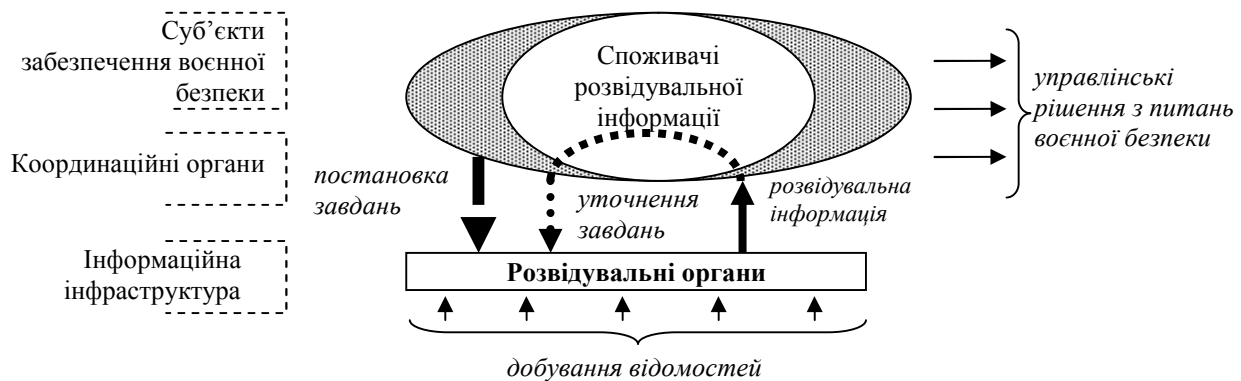 Суб’єкти
забезпечення воєнної
безпеки
Координаційні органи
Інформаційна
інфраструктура
Споживачі
розвідувальної
інформації
постановка
завдань
уточнення
завдань
розвідувальна
інформація
Розвідувальні органи
добування відомостей
управлінські
рішення з питань
воєнної безпеки